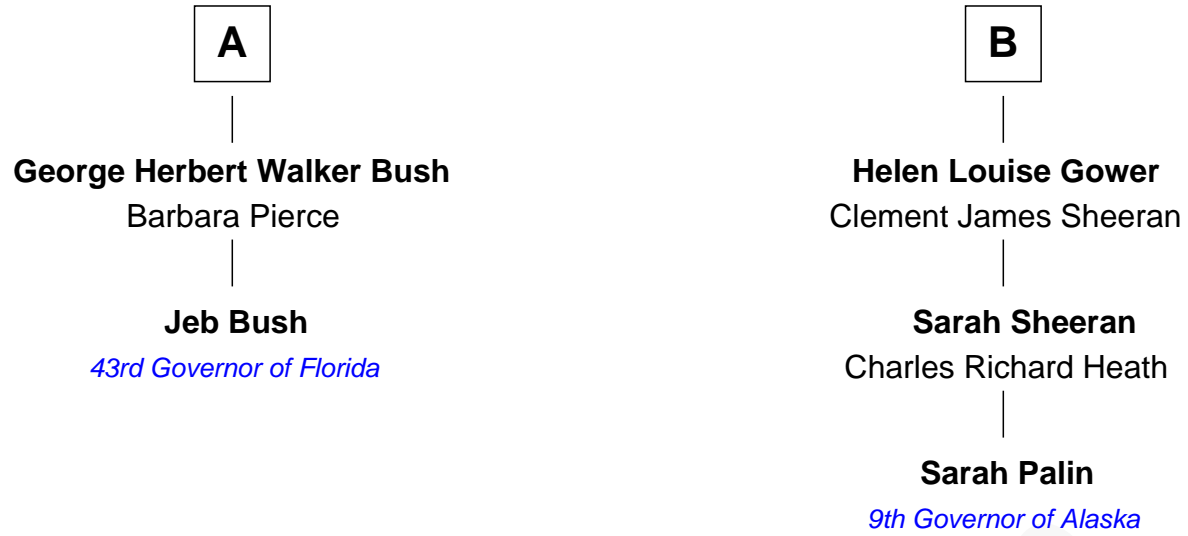 A
George Herbert Walker Bush
Barbara Pierce
Jeb Bush
43rd Governor of Florida
B
Helen Louise Gower
Clement James Sheeran
Sarah Sheeran
Charles Richard Heath
Sarah Palin
9th Governor of Alaska